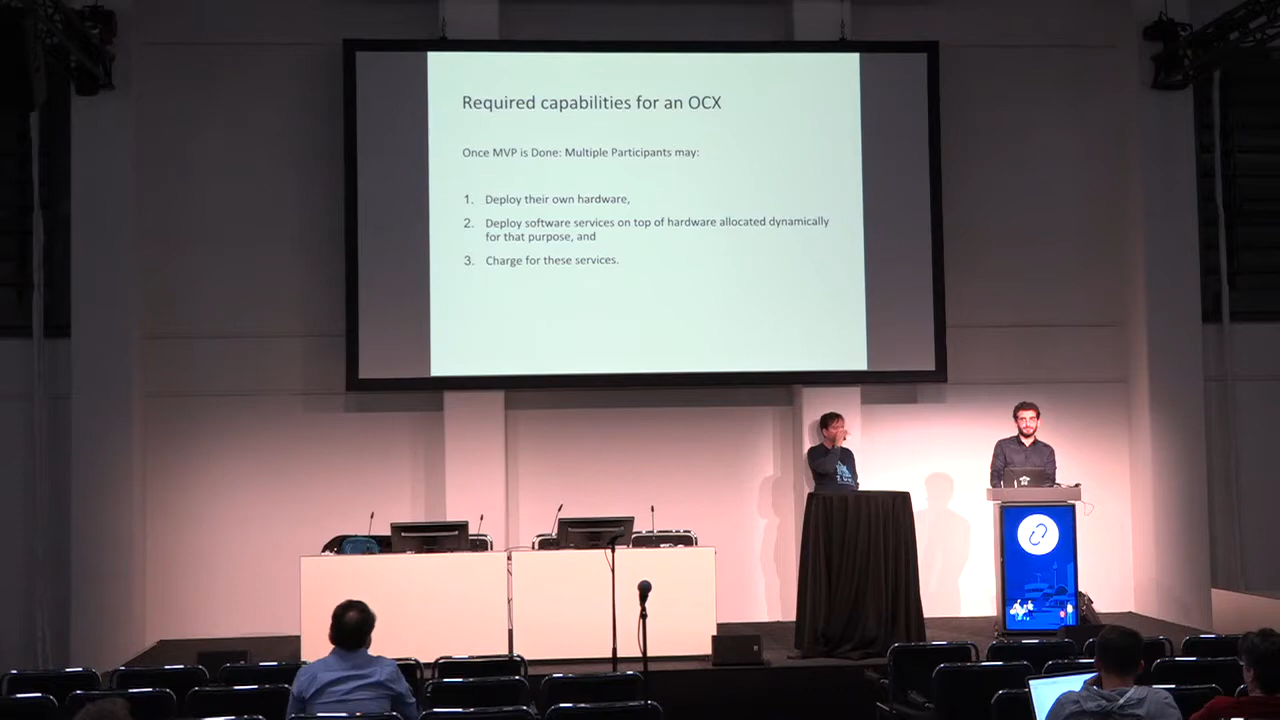 Required capabilities for an OCX
Once MVP is Done: Multiple Participants may:
1. Deploy their own hardware,
2. Deploy software services on top of hardware allocated dynamically
for that purpose, and
3. Charge for these services.